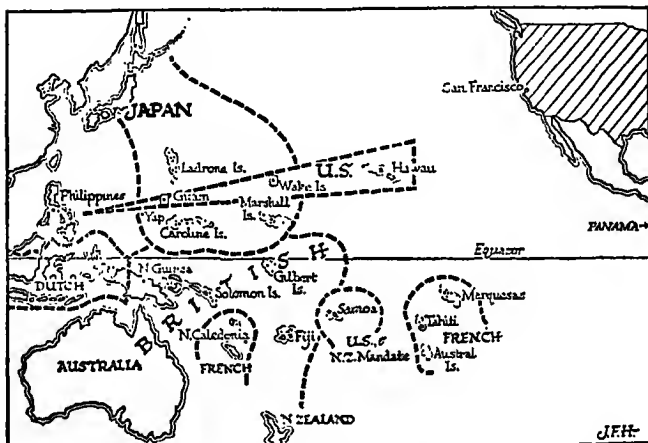 San Francisco
JAPAN
Ladrone Is.
U.S.
Hawaii
Wake Is.
Philippines
Guam
Marshall
Is.
Yap
Caroline Is.
PANAMA→
Equator
BRITISH
Gilbert
Is.
DUTCH
N. Guinea
Solomon Is.
Marquesas
Samoa
Tahiti
N. Caledonia
Fiji
U.S., &
N.Z. Mandate
FRENCH
AUSTRALIA
FRENCH
Austral
Is.
N ZEALAND
J.F.H.